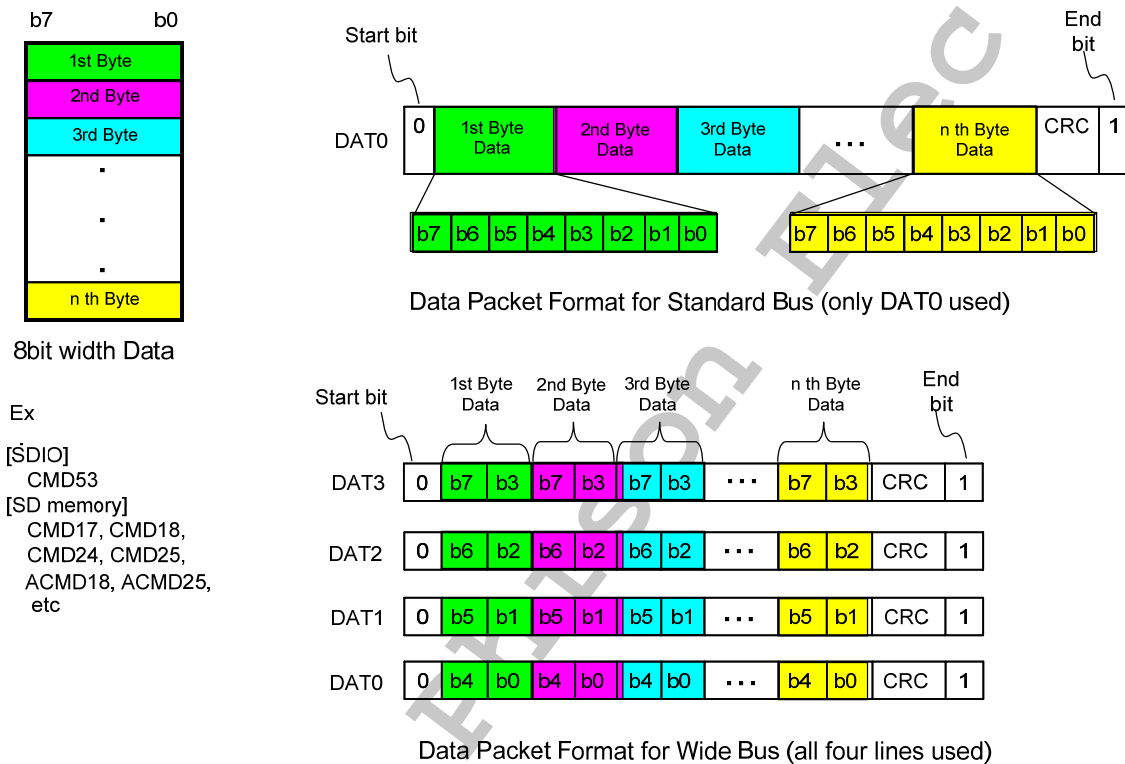 b7 b0
1st Byte
2nd Byte
3rd Byte
.
.
.
n th Byte
8bit width Data
Ex
[SDIO]
CMD53
[SD memory]
CMD17, CMD18,
CMD24, CMD25,
ACMD18, ACMD25,
etc
Start bit
End
bit
DAT0 0 1st Byte Data 2nd Byte Data 3rd Byte Data ... n th Byte Data CRC 1
b7 b6 b5 b4 b3 b2 b1 b0 b7 b6 b5 b4 b3 b2 b1 b0
Data Packet Format for Standard Bus (only DAT0 used)
Start bit
1st Byte Data 2nd Byte Data 3rd Byte Data n th Byte Data
End
bit
DAT3 0 b7 b3 b7 b3 b7 b3 ... b7 b3 CRC 1
DAT2 0 b6 b2 b6 b2 b6 b2 ... b6 b2 CRC 1
DAT1 0 b5 b1 b5 b1 b5 b1 ... b5 b1 CRC 1
DAT0 0 b4 b0 b4 b0 b4 b0 ... b4 b0 CRC 1
Data Packet Format for Wide Bus (all four lines used)
Phison Elec